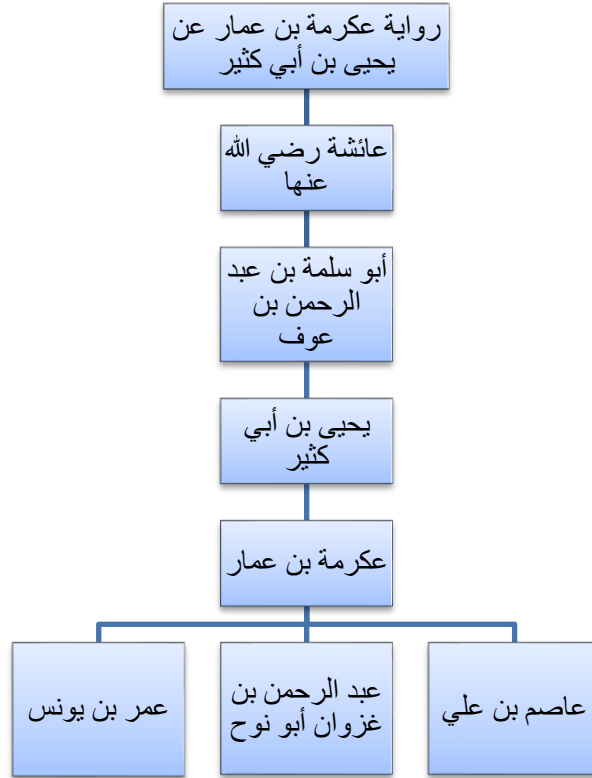 رواية عكرمة بن عمار عن
يحيى بن أبي كثير
عائشة رضي الله
عنها
أبو سلمة بن عبد
الرحمن بن
عوف
يحيى بن أبي
كثير
عكرمة بن عمار
عاصم بن علي
عبد الرحمن بن
غزوان أبو نوح
عمر بن يونس